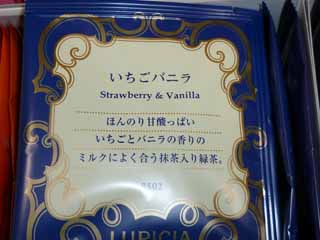 いちごバニラ
Strawberry & Vanilla
ほんのり甘酸っぱい
いちごとバニラの香りの
ミルクによく合う抹茶入り緑茶。
8502
LUPICIA